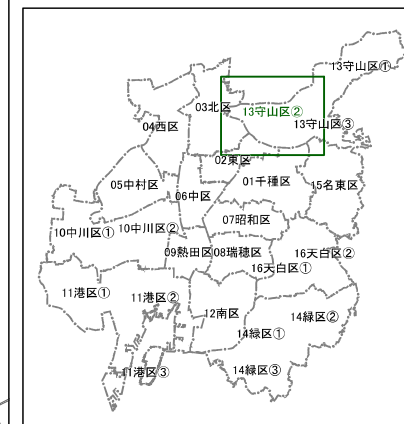 13守山区①
03北区
13守山区②
04西区
13守山区③
02東区
05中村区
01千種区
15名東区
06中区
07昭和区
10中川区①
10中川区②
09熱田区
08瑞穂区
16天白区②
16天白区①
11港区①
11港区②
12南区
14緑区②
14緑区①
11港区③
14緑区③